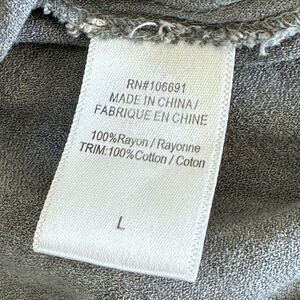 RN#106691
MADE IN CHINA/
FABRIQUE EN CHINE
100%Rayon / Rayonne
TRIM:100%Cotton / Coton
L